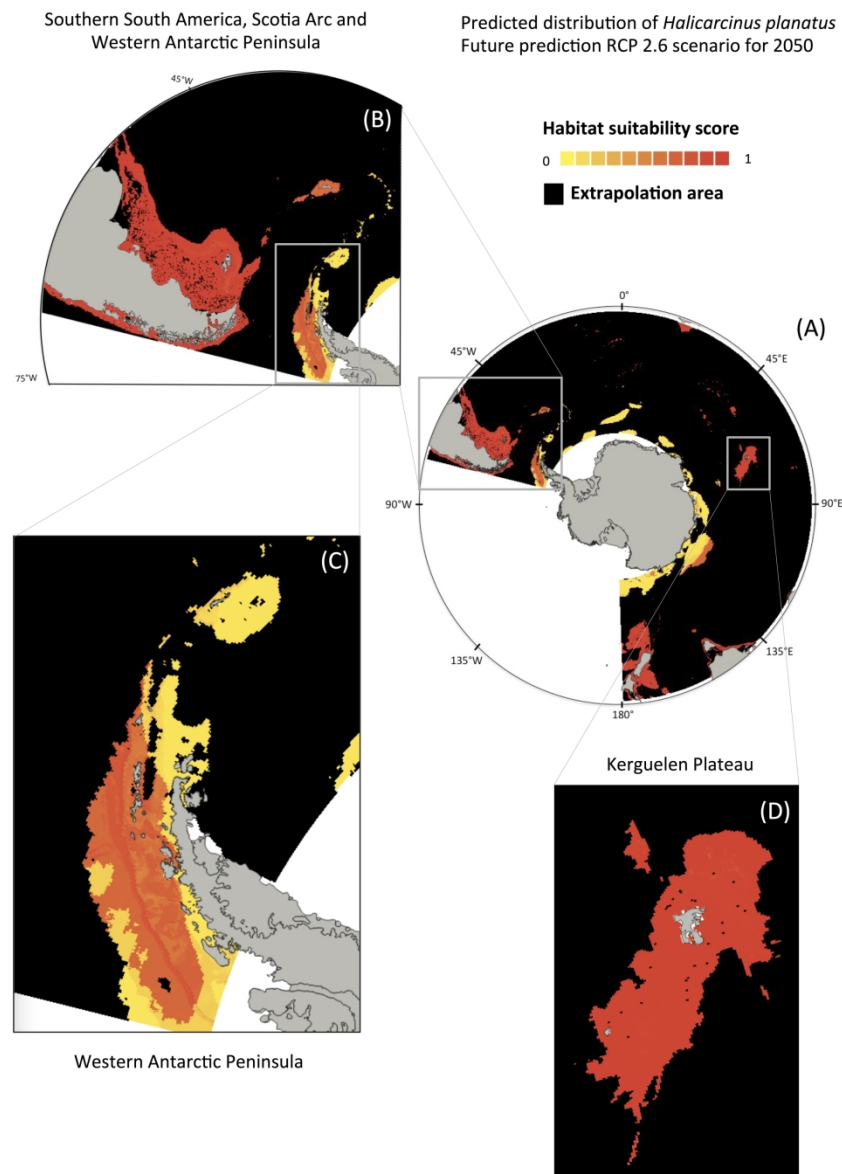 Southern South America, Scotia Arc and
Western Antarctic Peninsula
Predicted distribution of Halicarcinus planatus
Future prediction RCP 2.6 scenario for 2050
45°W
(B)
75°W
Habitat suitability score
0 1
Extrapolation area
0°
(A)
45°W
45°E
90°W
90°E
135°W
135°E
180°
(C)
Western Antarctic Peninsula
Kerguelen Plateau
(D)